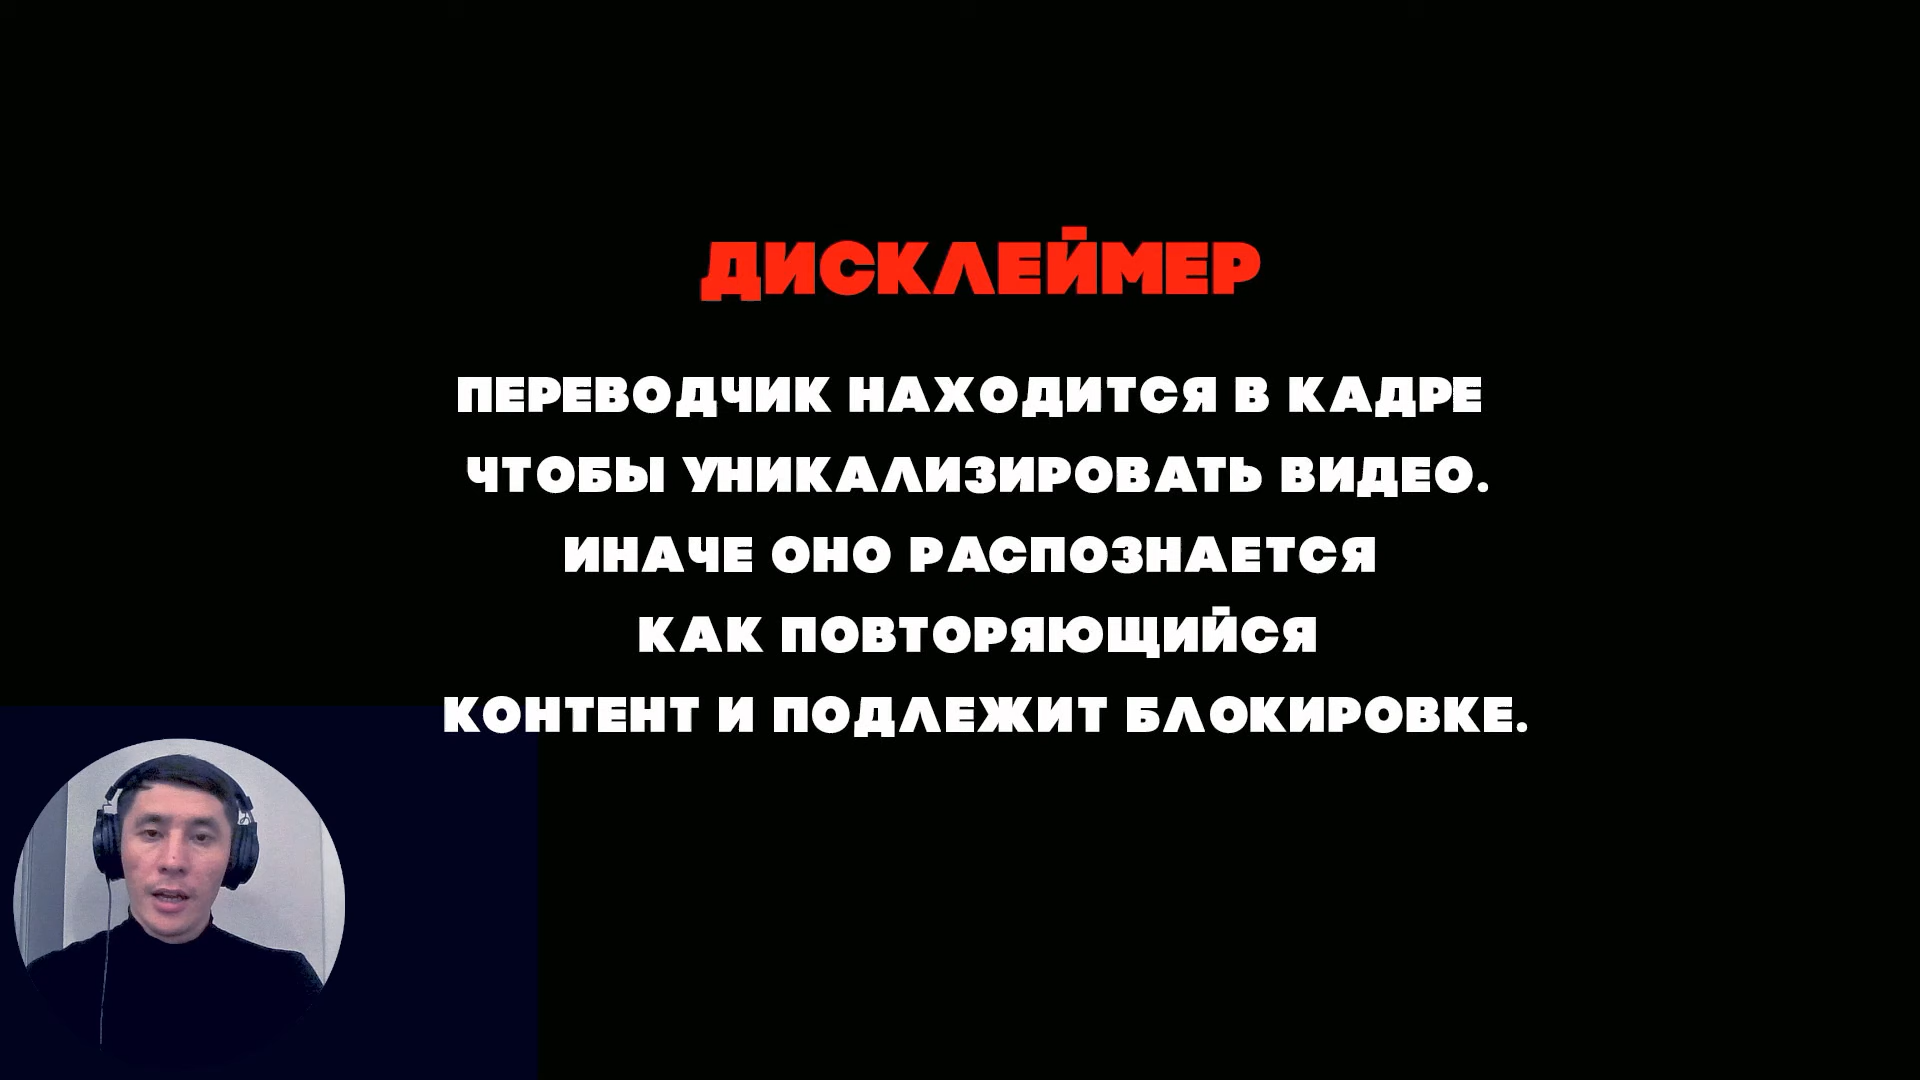 ДИСКЛЕЙМЕР
ПЕРЕВОДЧИК НАХОДИТСЯ В КАДРЕ
ЧТОБЫ УНИКАЛИЗИРОВАТЬ ВИДЕО.
ИНАЧЕ ОНО РАСПОЗНАЕТСЯ
КАК ПОВТОРЯЮЩИЙСЯ
КОНТЕНТ И ПОДЛЕЖИТ БЛОКИРОВКЕ.